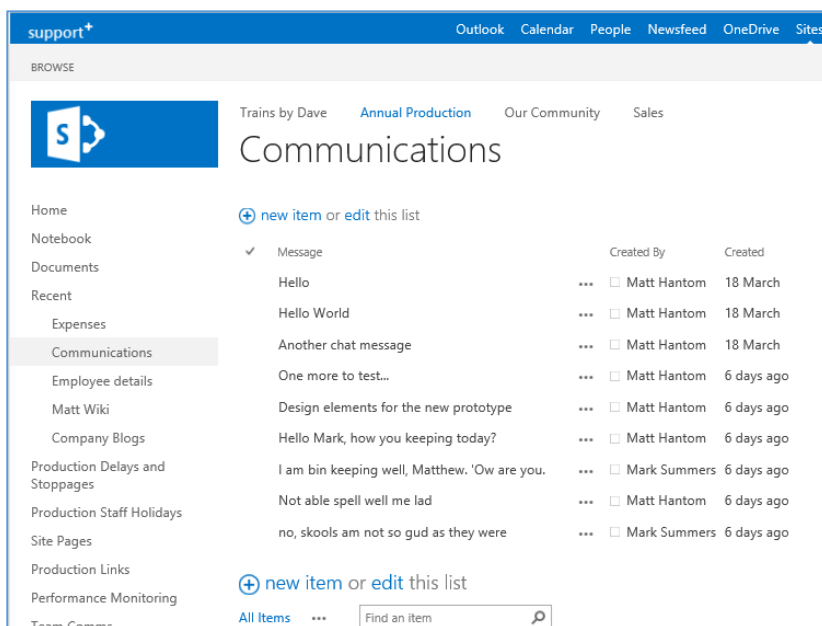 support+
Outlook Calendar People Newsfeed OneDrive Sites
BROWSE
S
Trains by Dave Annual Production Our Community Sales
Communications
Home
Notebook
Documents
Recent
Expenses
Communications
Employee details
Matt Wiki
Company Blogs
Production Delays and
Stoppages
Production Staff Holidays
Site Pages
Production Links
Performance Monitoring
Team Comms
new item or edit this list
Message Created By Created
Hello ... Matt Hantom 18 March
Hello World ... Matt Hantom 18 March
Another chat message ... Matt Hantom 18 March
One more to test... ... Matt Hantom 6 days ago
Design elements for the new prototype ... Matt Hantom 6 days ago
Hello Mark, how you keeping today? ... Matt Hantom 6 days ago
I am bin keeping well, Matthew. 'Ow are you. ... Mark Summers 6 days ago
Not able spell well me lad ... Matt Hantom 6 days ago
no, skools am not so gud as they were ... Mark Summers 6 days ago
new item or edit this list
All Items ... Find an item